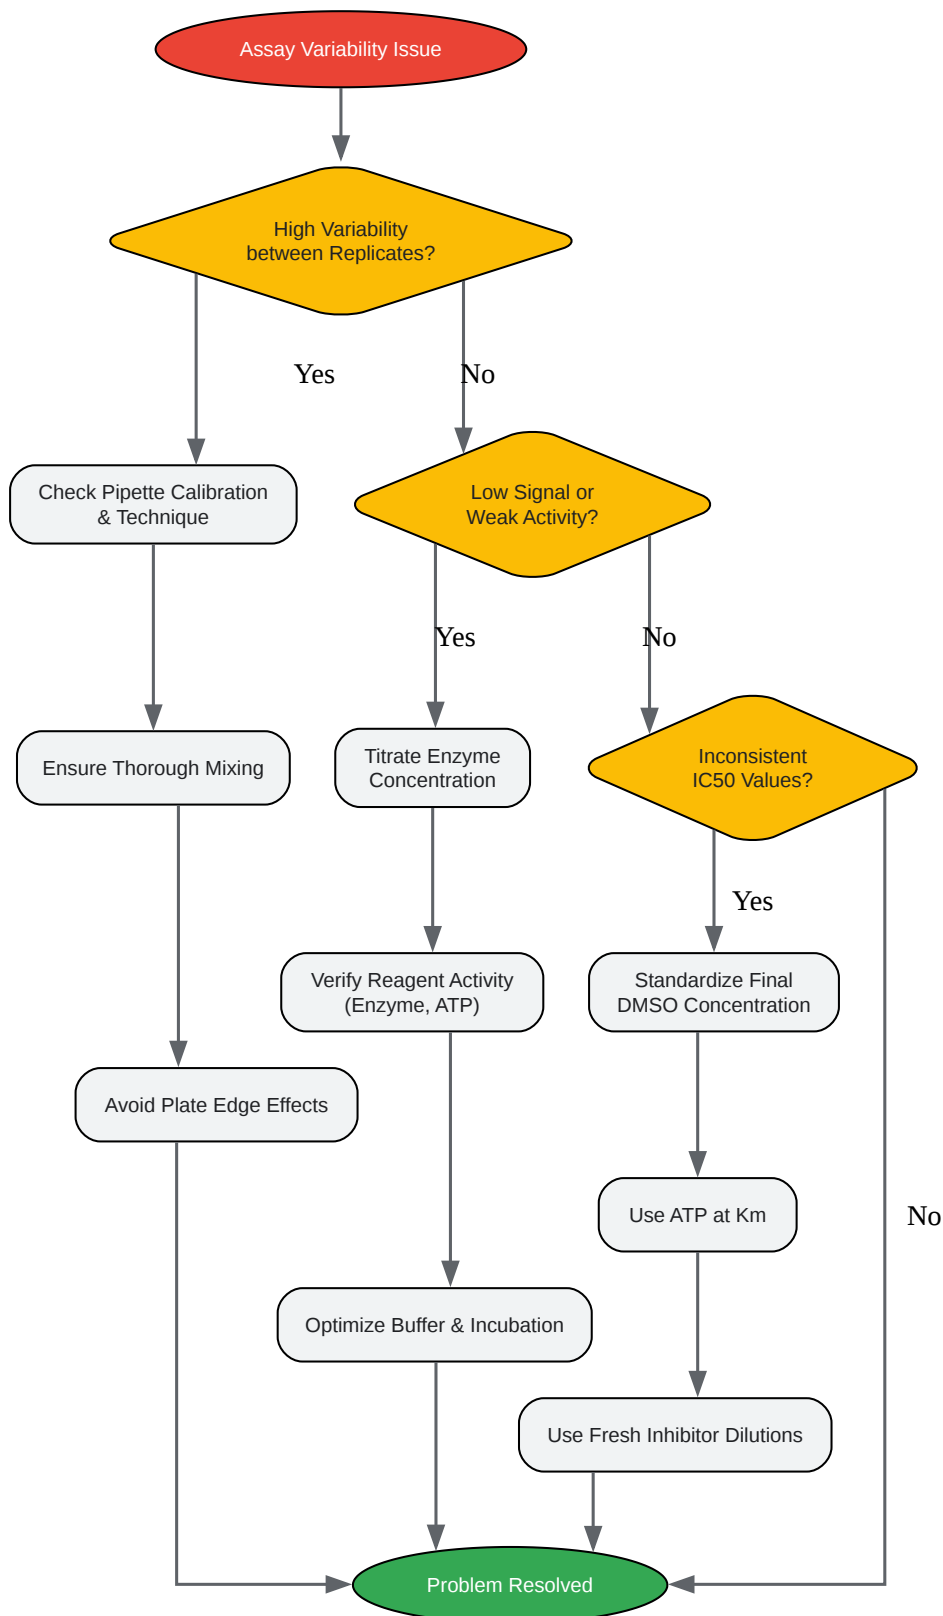 Assay Variability Issue
High Variability
between Replicates?
Yes
No
Check Pipette Calibration
& Technique
Low Signal or
Weak Activity?
Yes
No
Ensure Thorough Mixing
Titrate Enzyme
Concentration
Inconsistent
IC50 Values?
Yes
Verify Reagent Activity
(Enzyme, ATP)
Standardize Final
DMSO Concentration
Avoid Plate Edge Effects
Use ATP at Km
No
Optimize Buffer & Incubation
Use Fresh Inhibitor Dilutions
Problem Resolved